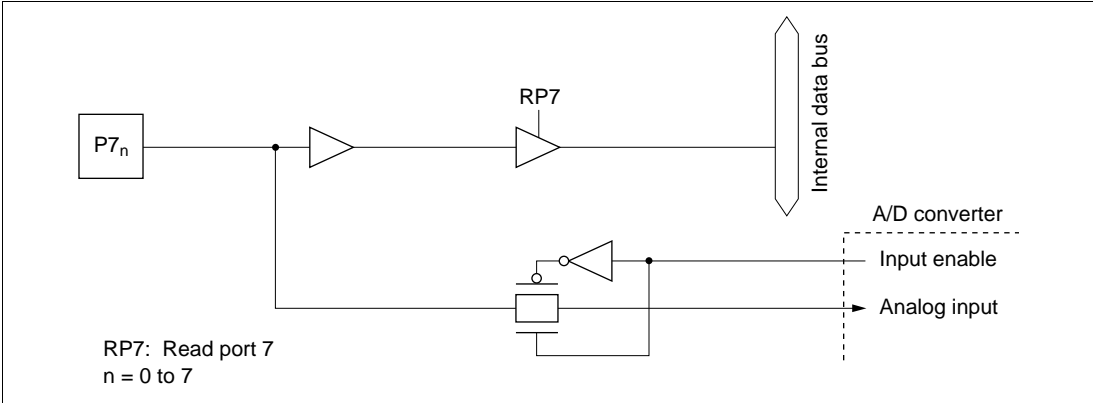 RP7
P7n
Internal data bus
A/D converter
Input enable
Analog input
RP7: Read port 7
n = 0 to 7